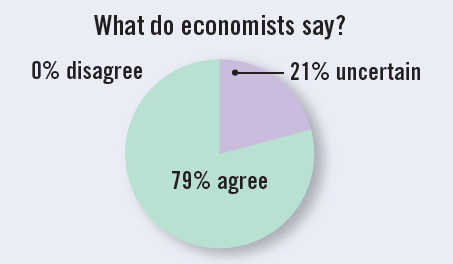 What do economists say?
0% disagree
21% uncertain
79% agree